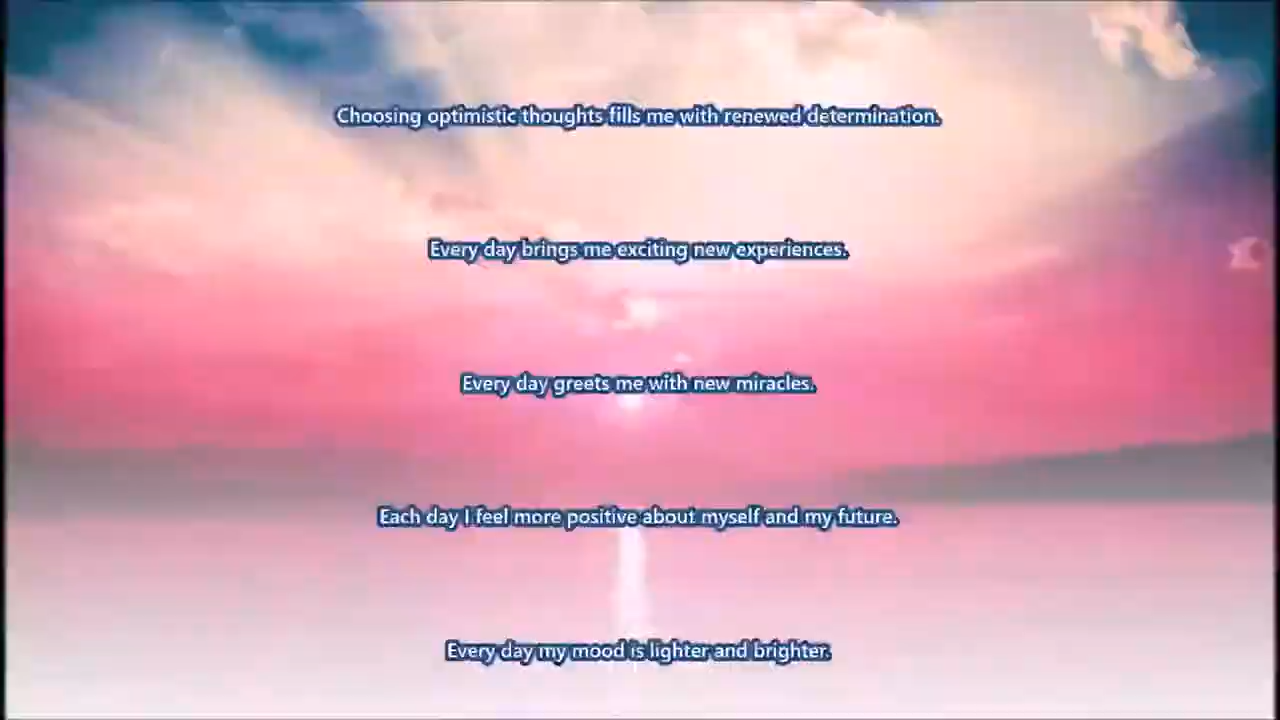 Choosing optimistic thoughts fills me with renewed determination.
Every day brings me exciting new experiences.
Every day greets me with new miracles.
Each day I feel more positive about myself and my future.
Every day my mood is lighter and brighter.